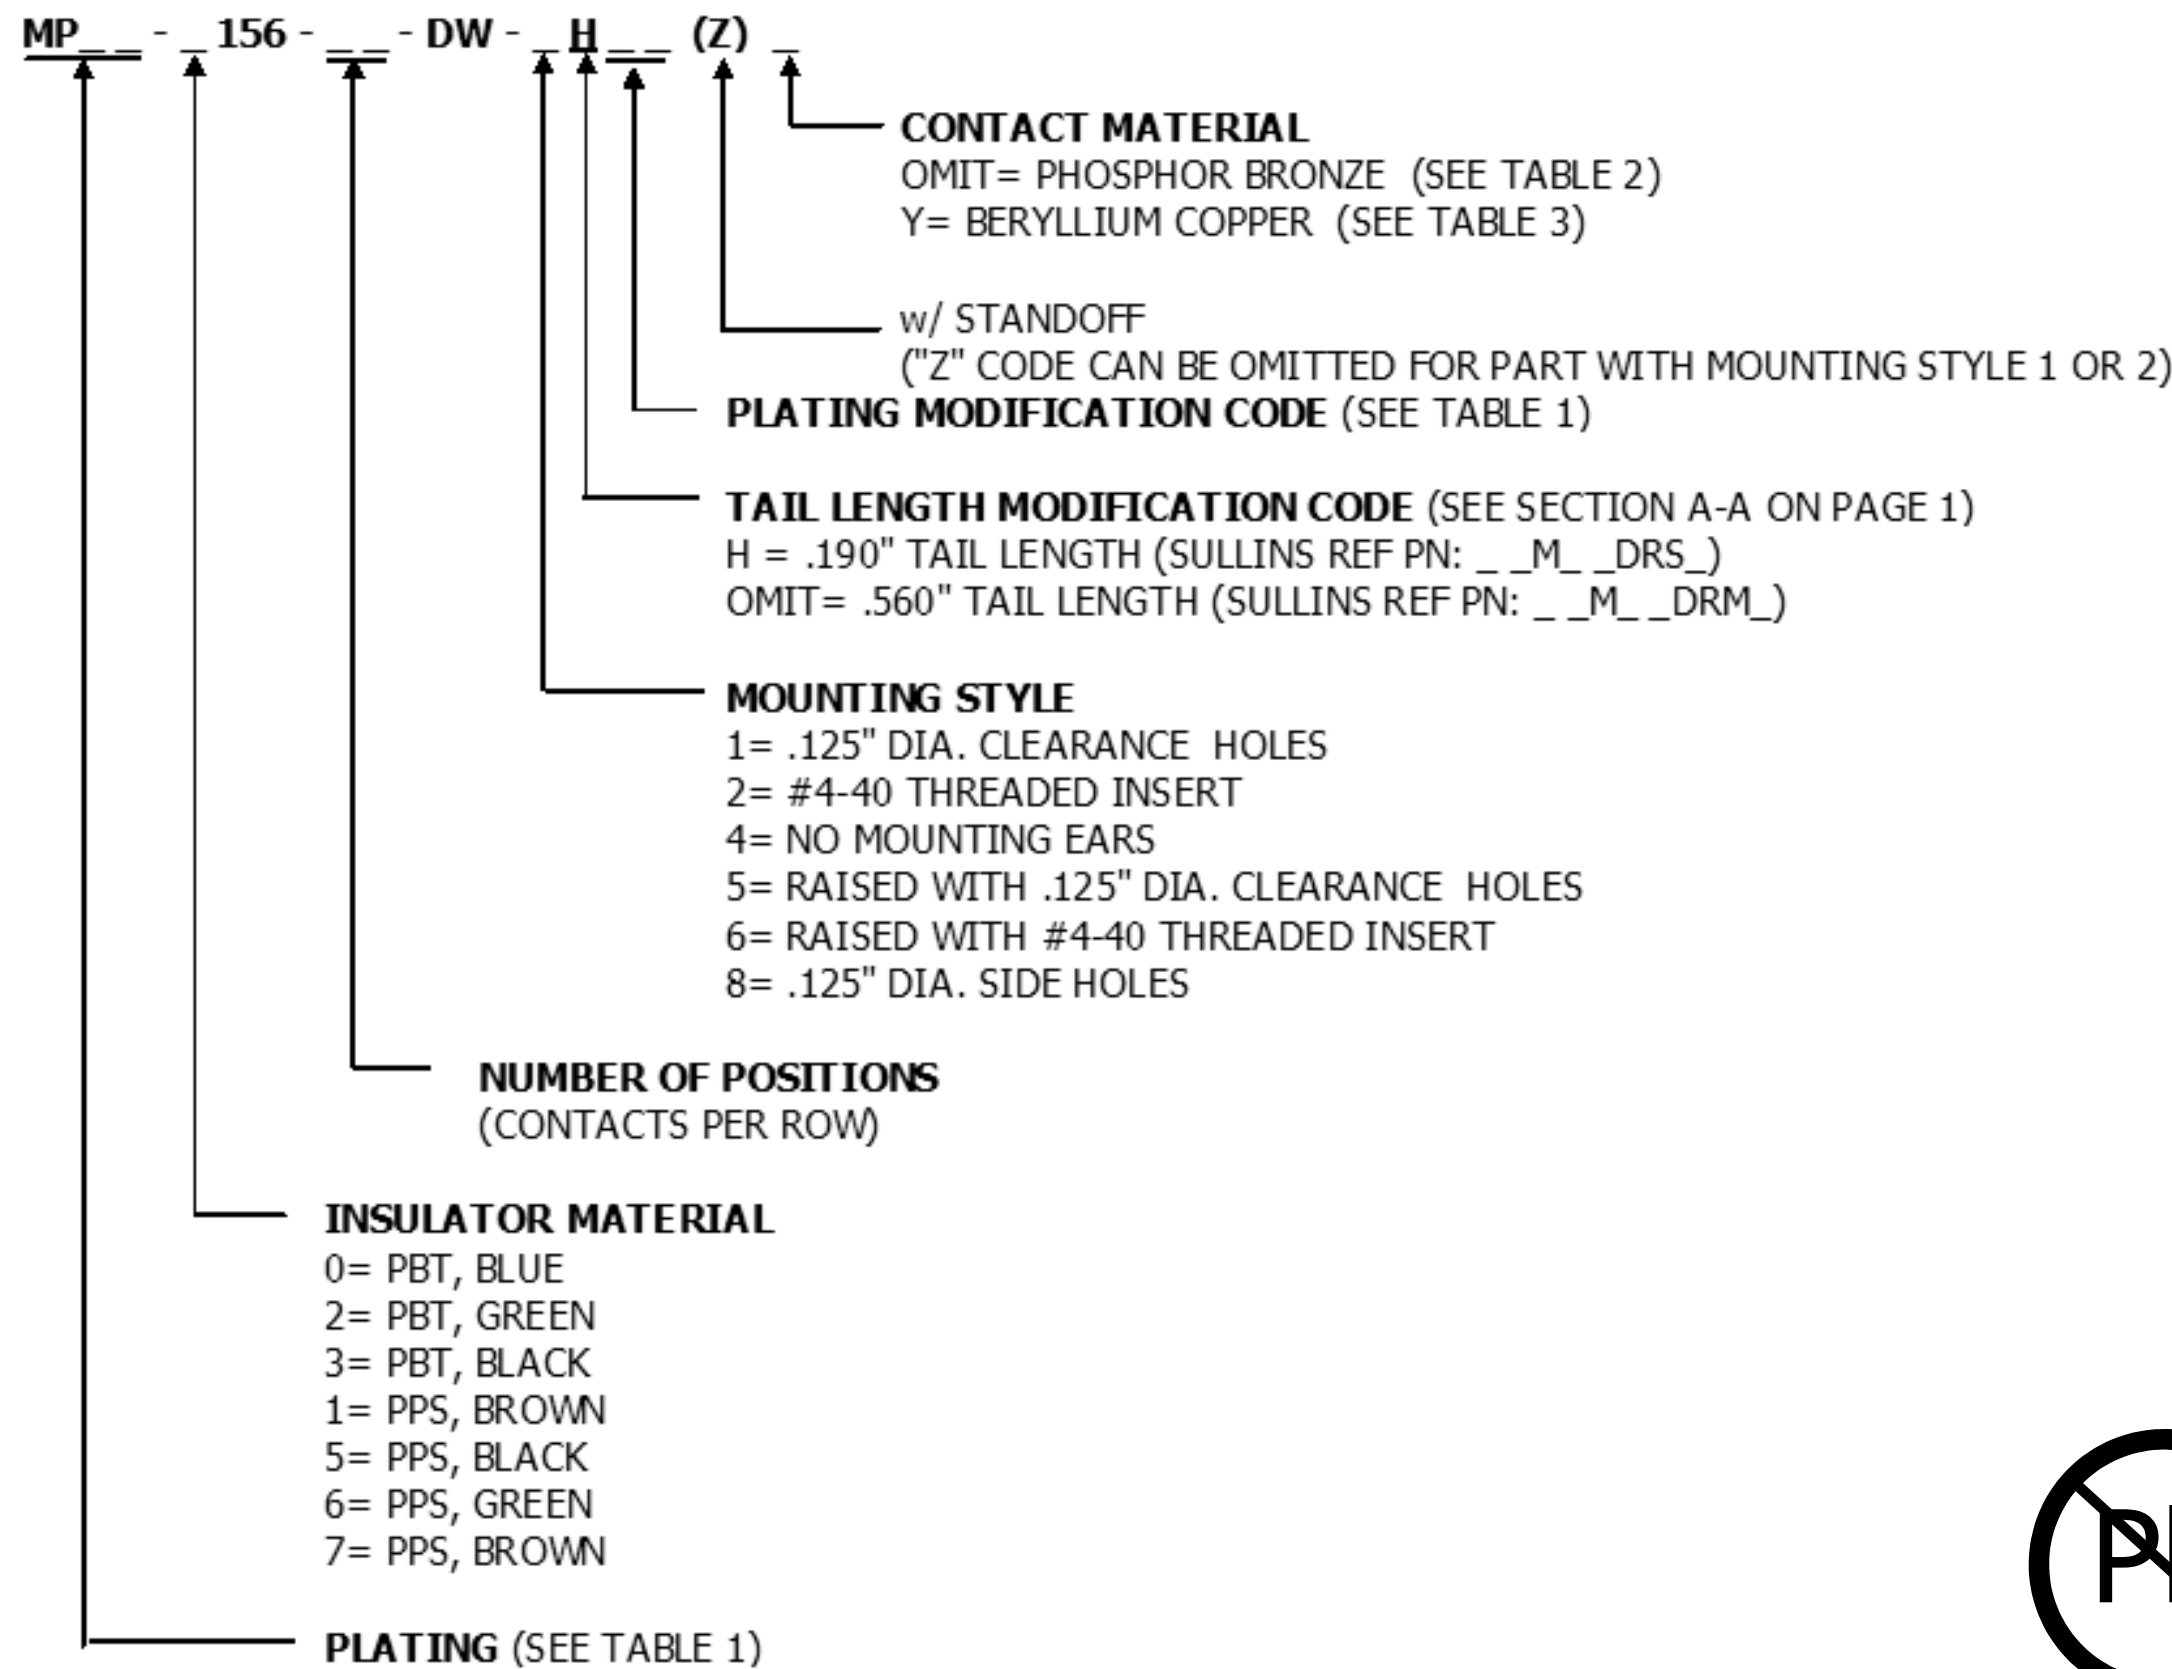 MP_ _ - _ 156 - _ _ - DW - _ H _ _ (Z) _
CONTACT MATERIAL
OMIT= PHOSPHOR BRONZE (SEE TABLE 2)
Y= BERYLLIUM COPPER (SEE TABLE 3)
w/ STANDOFF
("Z" CODE CAN BE OMITTED FOR PART WITH MOUNTING STYLE 1 OR 2)
PLATING MODIFICATION CODE (SEE TABLE 1)
TAIL LENGTH MODIFICATION CODE (SEE SECTION A-A ON PAGE 1)
H = .190" TAIL LENGTH (SULLINS REF PN: _ _M_ _DRS_)
OMIT= .560" TAIL LENGTH (SULLINS REF PN: _ _M_ _DRM_)
MOUNTING STYLE
1= .125" DIA. CLEARANCE HOLES
2= #4-40 THREADED INSERT
4= NO MOUNTING EARS
5= RAISED WITH .125" DIA. CLEARANCE HOLES
6= RAISED WITH #4-40 THREADED INSERT
8= .125" DIA. SIDE HOLES
NUMBER OF POSITIONS
(CONTACTS PER ROW)
INSULATOR MATERIAL
0= PBT, BLUE
2= PBT, GREEN
3= PBT, BLACK
1= PPS, BROWN
5= PPS, BLACK
6= PPS, GREEN
7= PPS, BROWN
PLATING (SEE TABLE 1)